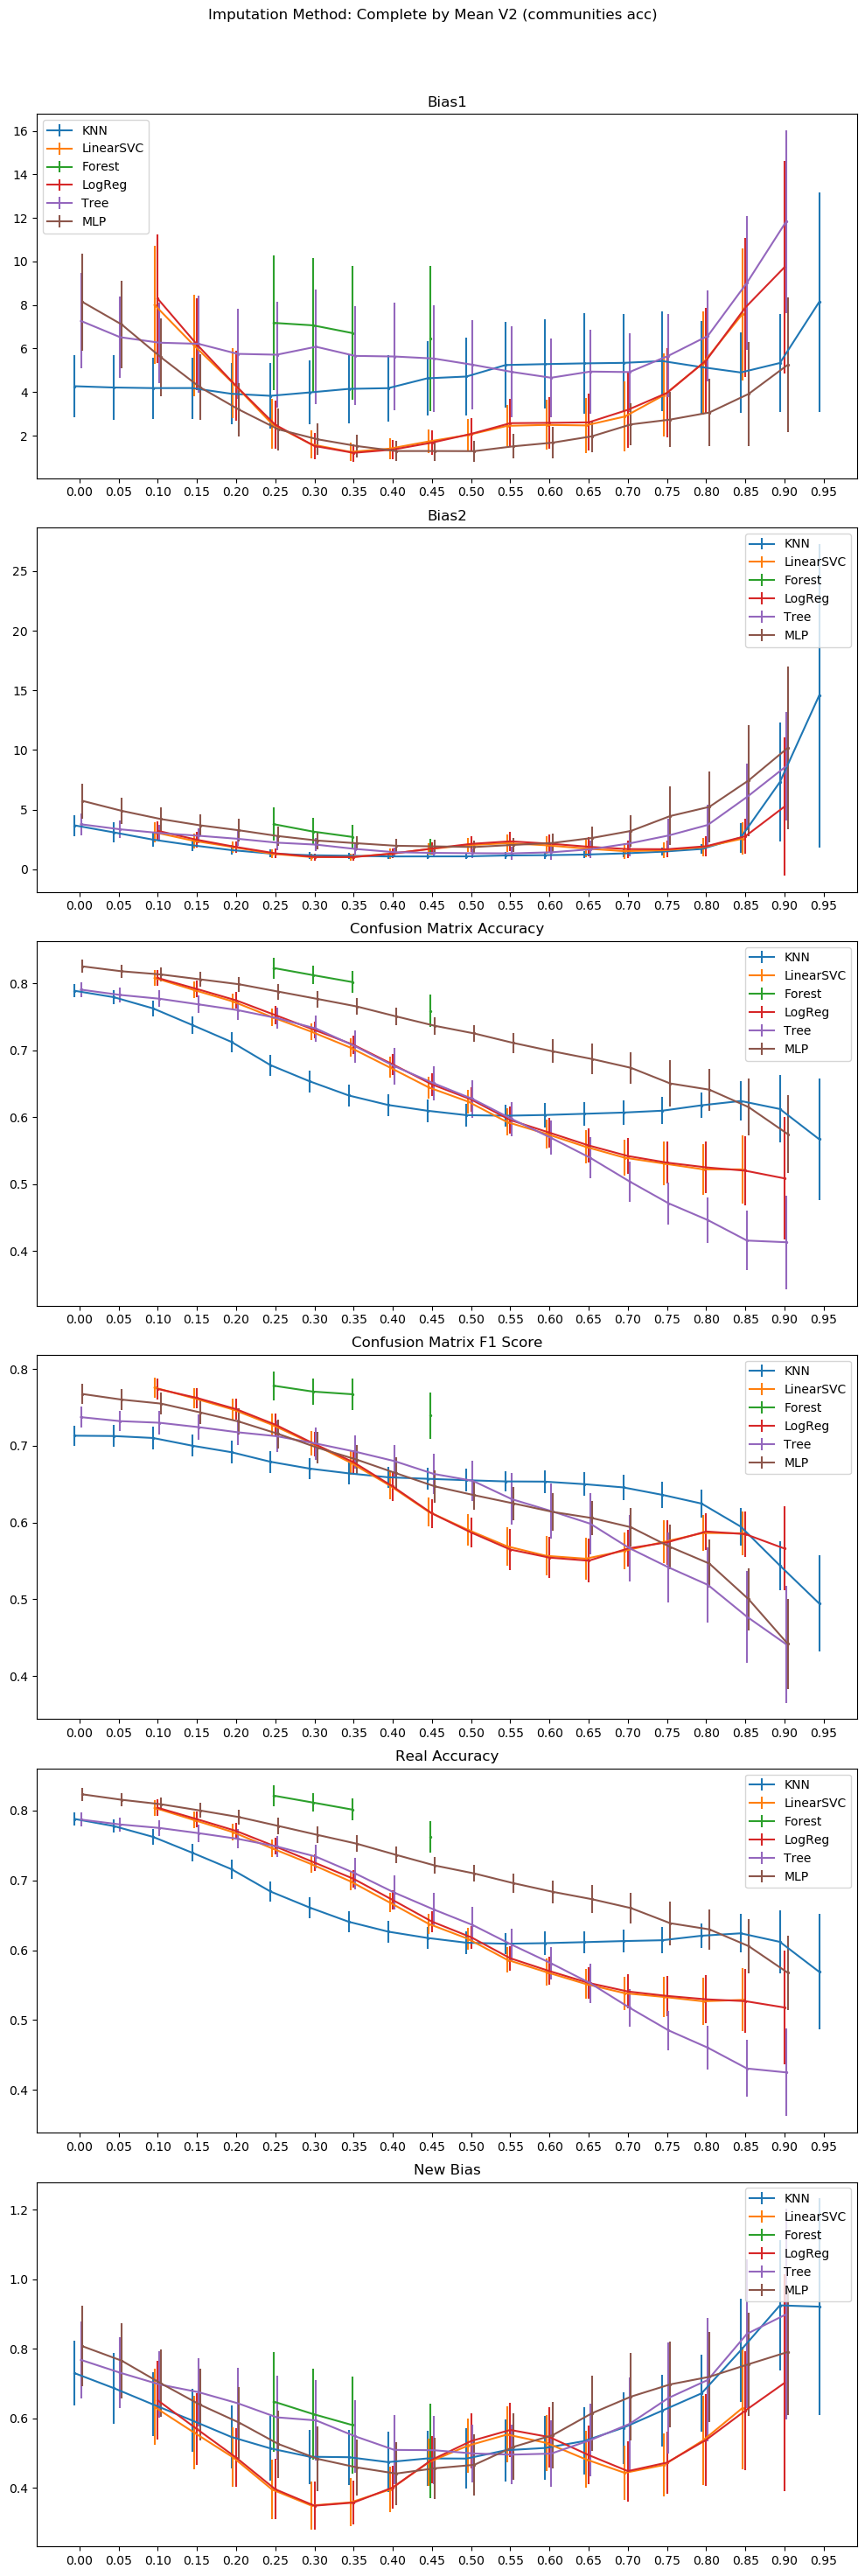 Imputation Method: Complete by Mean V2 (communities acc)
Bias1
16
14
12
10
8
6
4
2
KNN
LinearSVC
Forest
LogReg
Tree
MLP
0.00 0.05 0.10 0.15 0.20 0.25 0.30 0.35 0.40 0.45 0.50 0.55 0.60 0.65 0.70 0.75 0.80 0.85 0.90 0.95
Bias2
25
20
15
10
5
0
KNN
LinearSVC
Forest
LogReg
Tree
MLP
0.00 0.05 0.10 0.15 0.20 0.25 0.30 0.35 0.40 0.45 0.50 0.55 0.60 0.65 0.70 0.75 0.80 0.85 0.90 0.95
Confusion Matrix Accuracy
0.8
0.7
0.6
0.5
0.4
KNN
LinearSVC
Forest
LogReg
Tree
MLP
0.00 0.05 0.10 0.15 0.20 0.25 0.30 0.35 0.40 0.45 0.50 0.55 0.60 0.65 0.70 0.75 0.80 0.85 0.90 0.95
Confusion Matrix F1 Score
0.8
0.7
0.6
0.5
0.4
KNN
LinearSVC
Forest
LogReg
Tree
MLP
0.00 0.05 0.10 0.15 0.20 0.25 0.30 0.35 0.40 0.45 0.50 0.55 0.60 0.65 0.70 0.75 0.80 0.85 0.90 0.95
Real Accuracy
0.8
0.7
0.6
0.5
0.4
KNN
LinearSVC
Forest
LogReg
Tree
MLP
0.00 0.05 0.10 0.15 0.20 0.25 0.30 0.35 0.40 0.45 0.50 0.55 0.60 0.65 0.70 0.75 0.80 0.85 0.90 0.95
New Bias
1.2
1.0
0.8
0.6
0.4
KNN
LinearSVC
Forest
LogReg
Tree
MLP
0.00 0.05 0.10 0.15 0.20 0.25 0.30 0.35 0.40 0.45 0.50 0.55 0.60 0.65 0.70 0.75 0.80 0.85 0.90 0.95